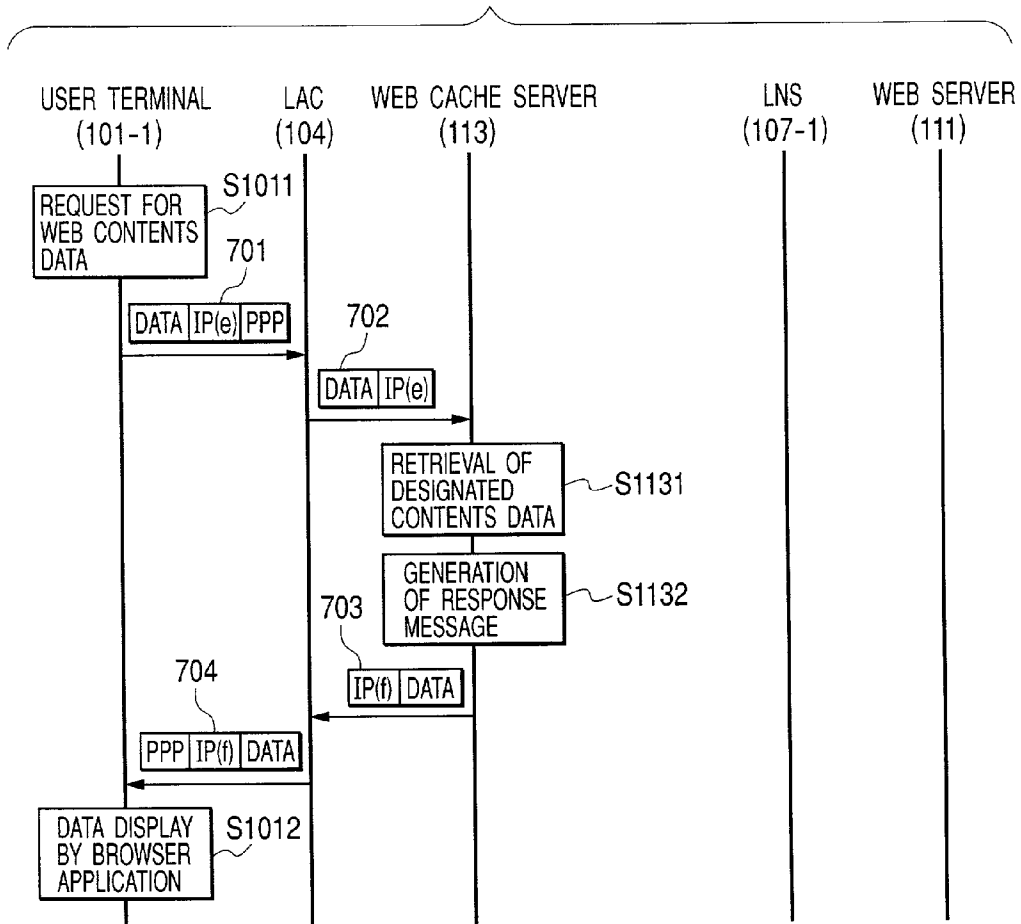 USER TERMINAL
(101-1)
LAC
(104)
WEB CACHE SERVER
(113)
LNS
(107-1)
WEB SERVER
(111)
S1011
REQUEST FOR
WEB CONTENTS
DATA
701
DATA IP(e) PPP
702
DATA IP(e)
RETRIEVAL OF
DESIGNATED
CONTENTS DATA
S1131
GENERATION
OF RESPONSE
MESSAGE
S1132
703
IP(f) DATA
704
PPP IP(f) DATA
DATA DISPLAY
BY BROWSER
APPLICATION
S1012